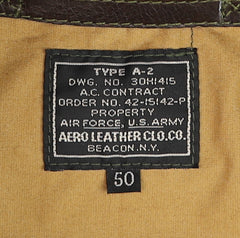 TYPE A-2
DWG. NO. 30H1415
A.C. CONTRACT
ORDER NO. 42-15142-P
PROPERTY
AIR FORCE, U.S. ARMY
AERO LEATHER CLO. CO.
BEACON. N.Y.
50